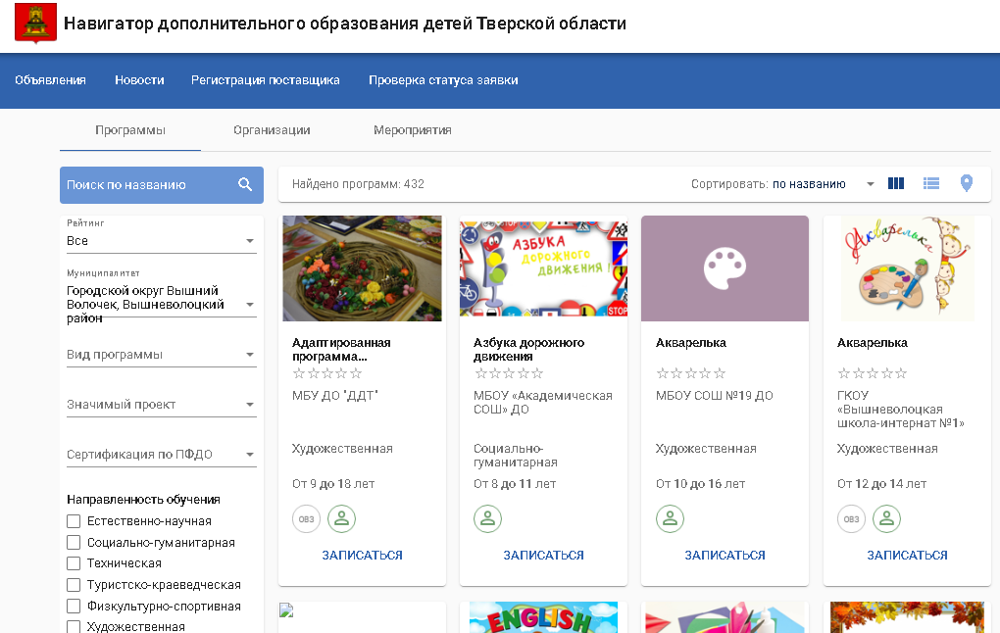 Навигатор дополнительного образования детей Тверской области
Объявления Новости Регистрация поставщика Проверка статуса заявки
Программы Организации Мероприятия
Поиск по названию
Найдено программ: 432
Сортировать: по названию
Рейтинг
Все
Муниципалитет
Городской округ Вышний
Волочек, Вышневолоцкий
район
Вид программы
Значимый проект
Сертификация по ПФДО
Направленность обучения
Естественно-научная
Социально-гуманитарная
Техническая
Туристско-краеведческая
Физкультурно-спортивная
Художественная
Адаптированная
программа...
МБУ ДО "ДДТ"
Художественная
От 9 до 18 лет
ОВЗ
ЗАПИСАТЬСЯ
АЗБУКА
ДОРОЖНОГО
ДВИЖЕНИЯ!
STOP
Азбука дорожного
движения
МБОУ «Академическая
СОШ» ДО
Социально-
гуманитарная
От 8 до 11 лет
ЗАПИСАТЬСЯ
Акварелька
МБОУ СОШ №19 ДО
Художественная
От 10 до 16 лет
ЗАПИСАТЬСЯ
Акварелька
Акварелька
ГКОУ
«Вышневолоцкая
школа-интернат №1»
Художественная
От 12 до 14 лет
ОВЗ
ЗАПИСАТЬСЯ
ENGLISH